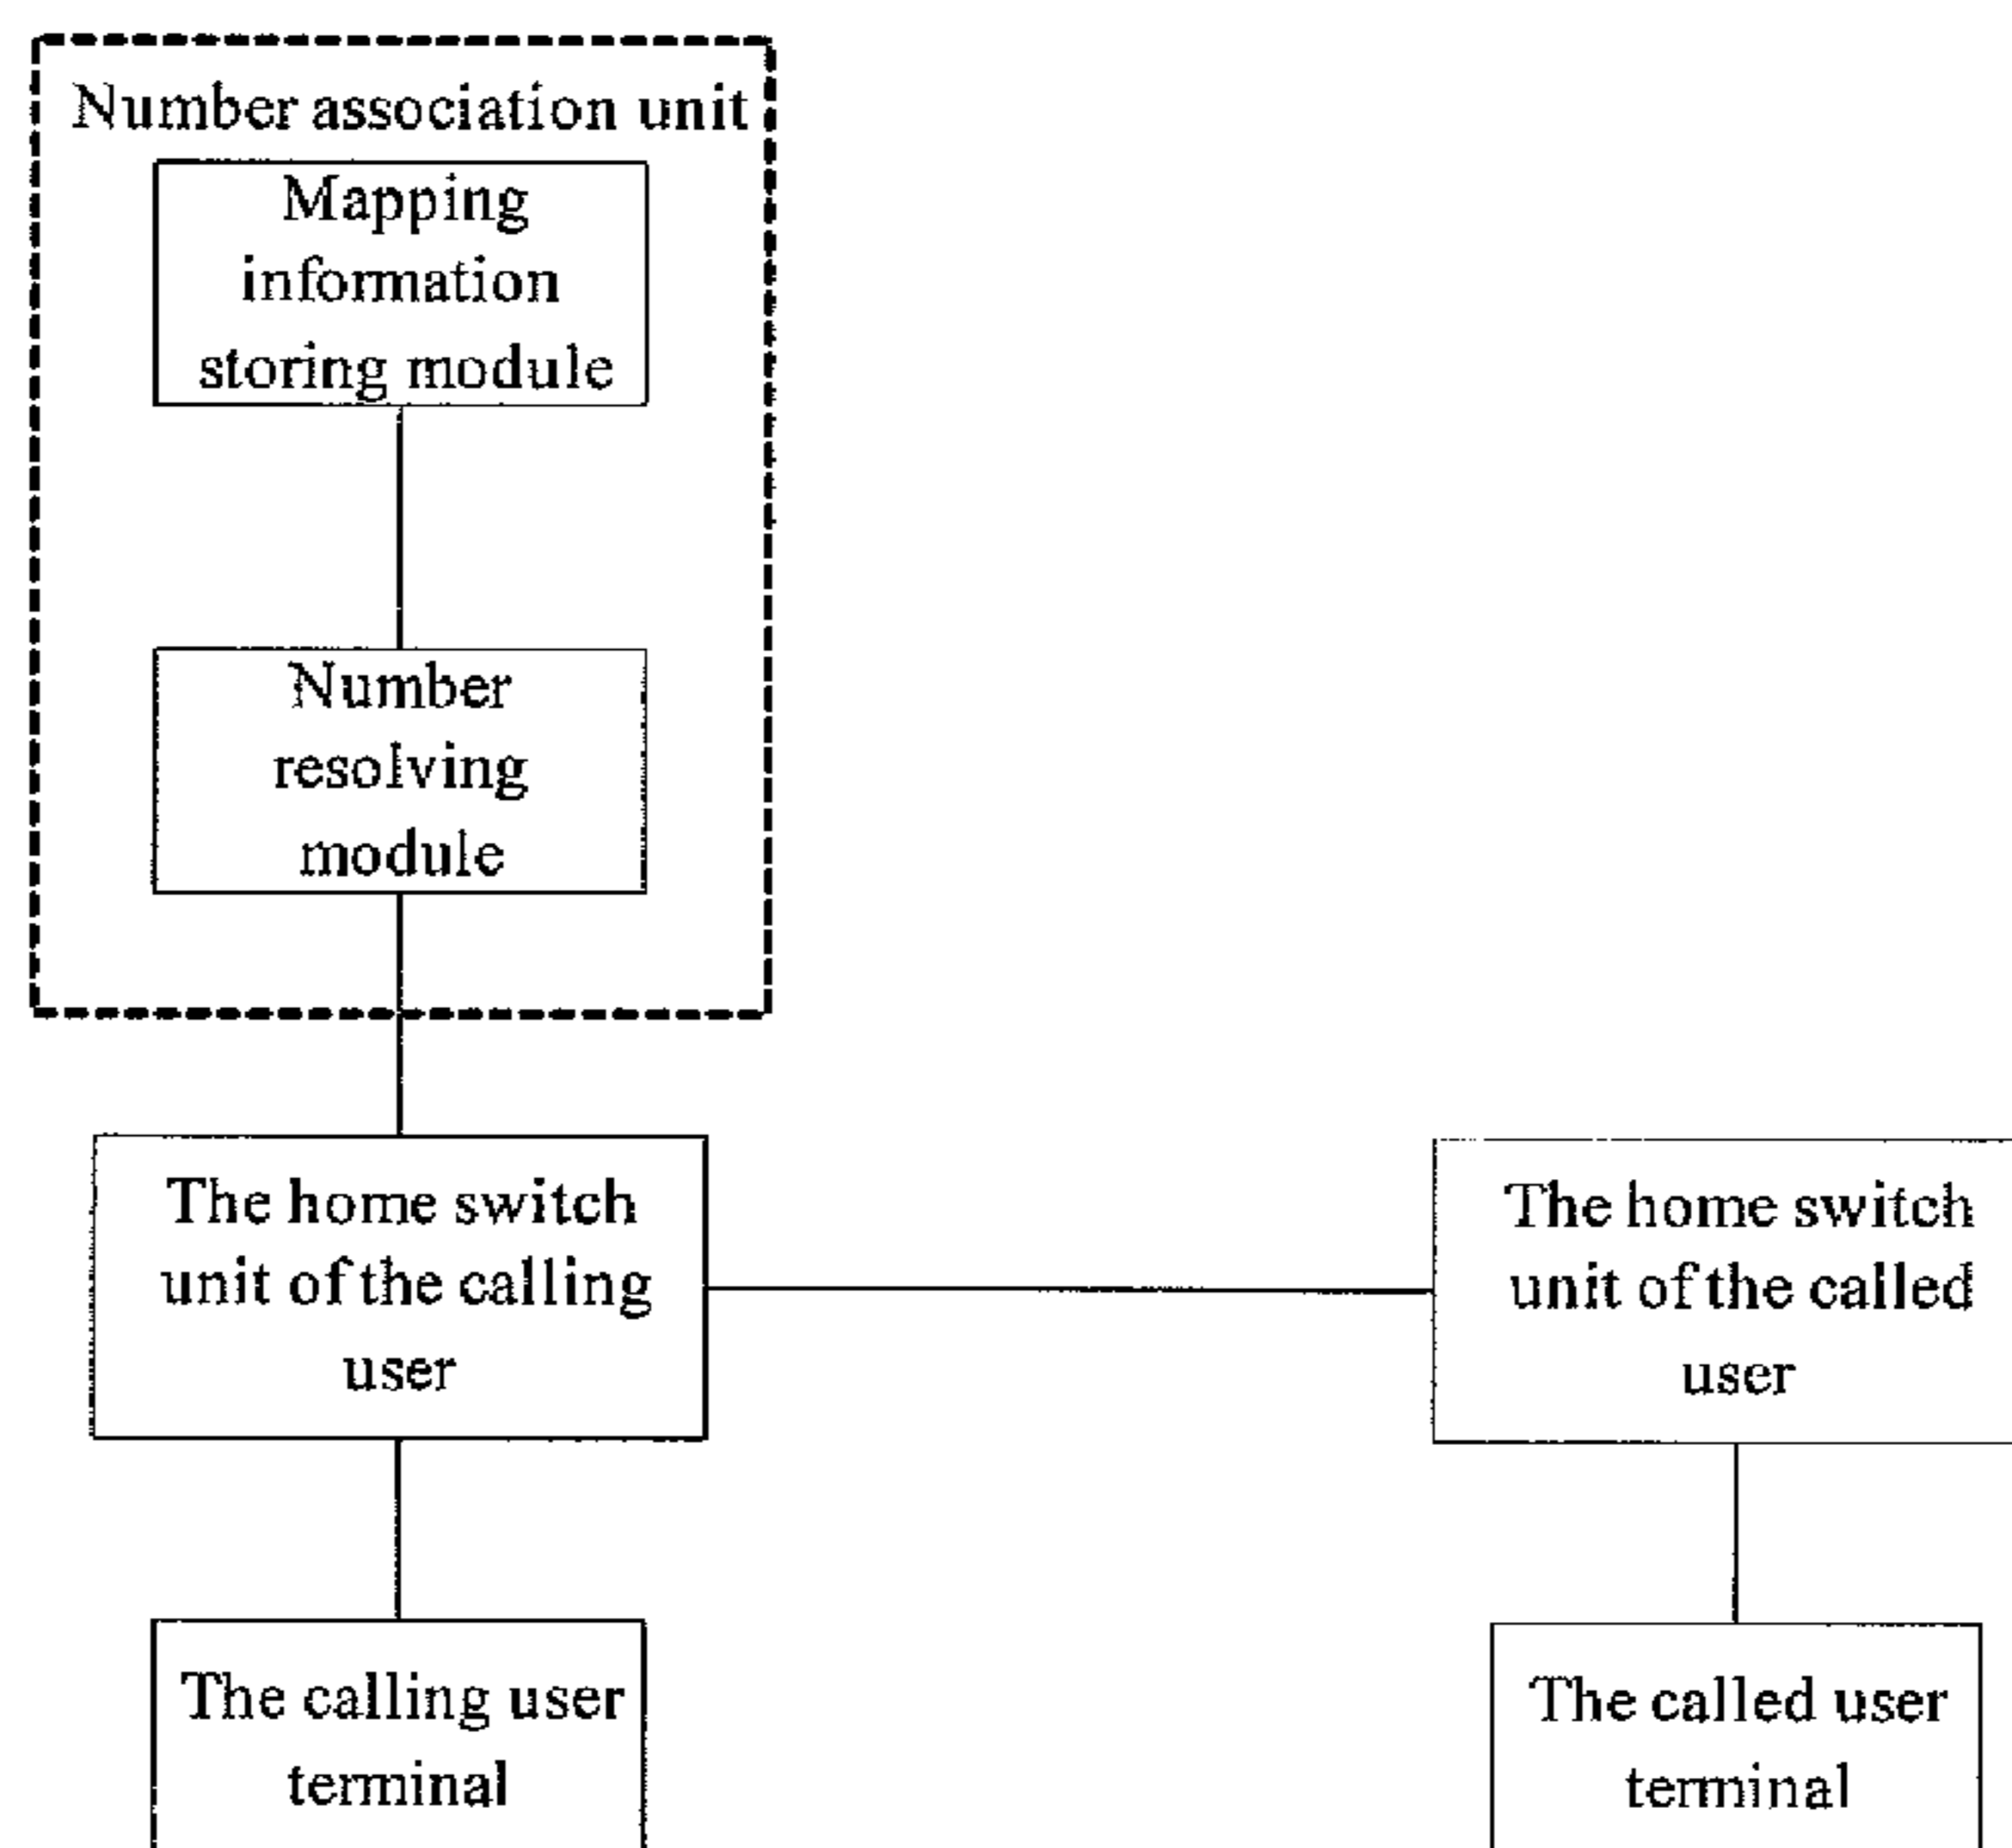 Number association unit
Mapping
information
storing module
Number
resolving
module
The home switch
unit of the calling
user
The home switch
unit of the called
user
The calling user
terminal
The called user
terminal